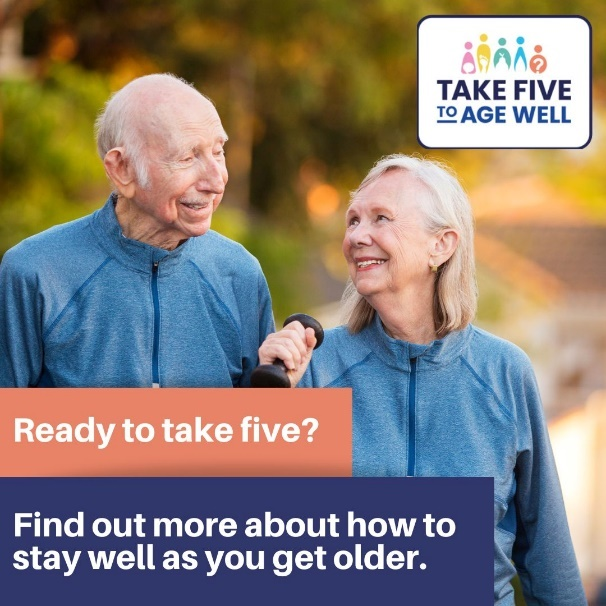 TAKE FIVE
TO AGE WELL
Ready to take five?
Find out more about how to
stay well as you get older.